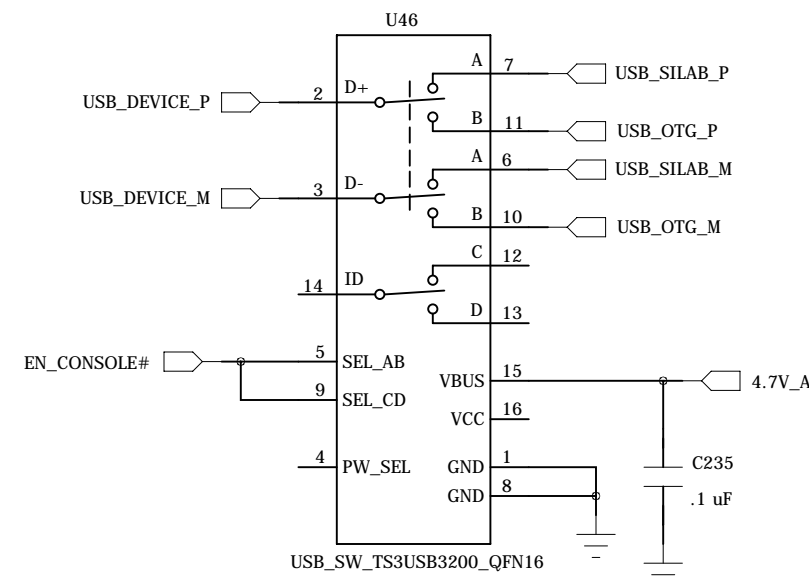 U46
A
7
USB_SILAB_P
D+
2
USB_DEVICE_P
B
11
USB_OTG_P
A
6
USB_SILAB_M
D-
3
USB_DEVICE_M
B
10
USB_OTG_M
C
12
ID
14
D
13
EN_CONSOLE#
5
SEL_AB
VBUS
15
4.7V_A
9
SEL_CD
VCC
16
4
PW_SEL
GND
1
C235
GND
8
.1 uF
USB_SW_TS3USB3200_QFN16